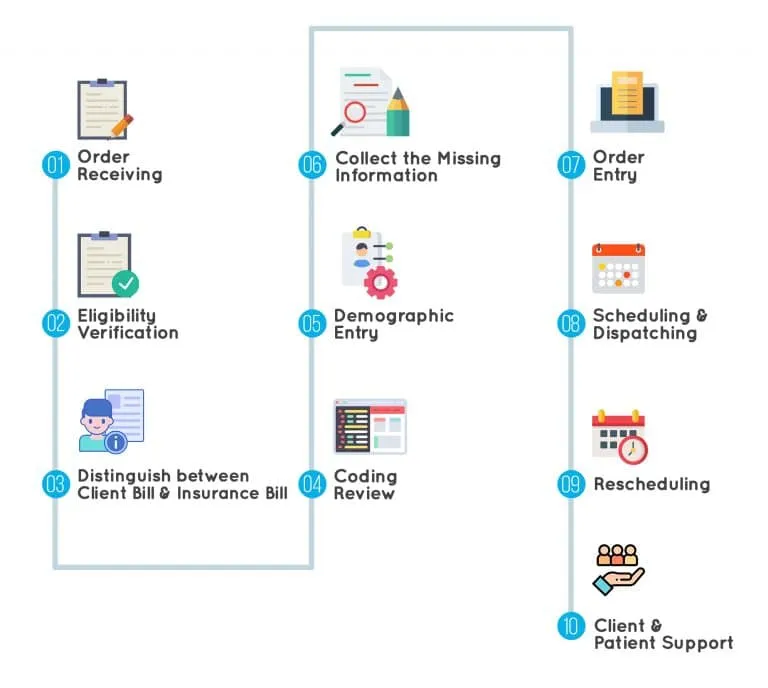 01
Order
Receiving
02
Eligibility
Verification
03
Distinguish between
Client Bill & Insurance Bill
04
Coding
Review
05
Demographic
Entry
06
Collect the Missing
Information
07
Order
Entry
08
Scheduling &
Dispatching
09
Rescheduling
10
Client &
Patient Support